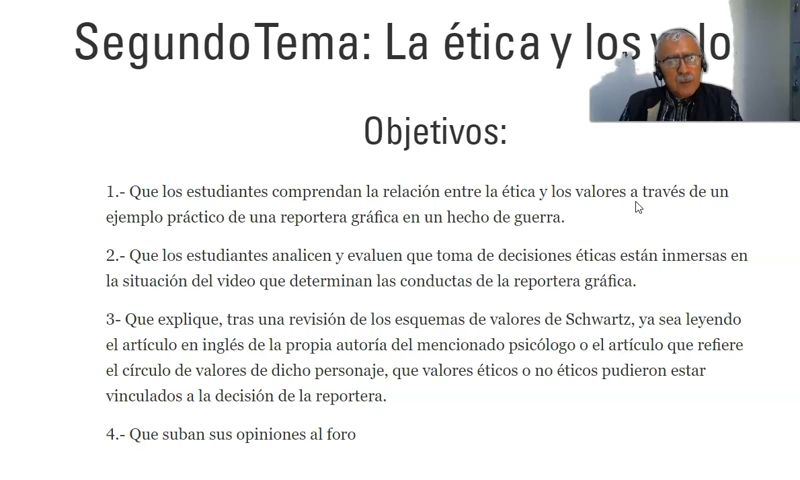 Segundo Tema: La ética y los valo
Objetivos:
1.- Que los estudiantes comprendan la relación entre la ética y los valores a través de un
ejemplo práctico de una reportera gráfica en un hecho de guerra.
2.- Que los estudiantes analicen y evaluen que toma de decisiones éticas están inmersas en
la situación del video que determinan las conductas de la reportera gráfica.
3- Que explique, tras una revisión de los esquemas de valores de Schwartz, ya sea leyendo
el artículo en inglés de la propia autoría del mencionado psicólogo o el artículo que refiere
el círculo de valores de dicho personaje, que valores éticos o no éticos pudieron estar
vinculados a la decisión de la reportera.
4.- Que suban sus opiniones al foro